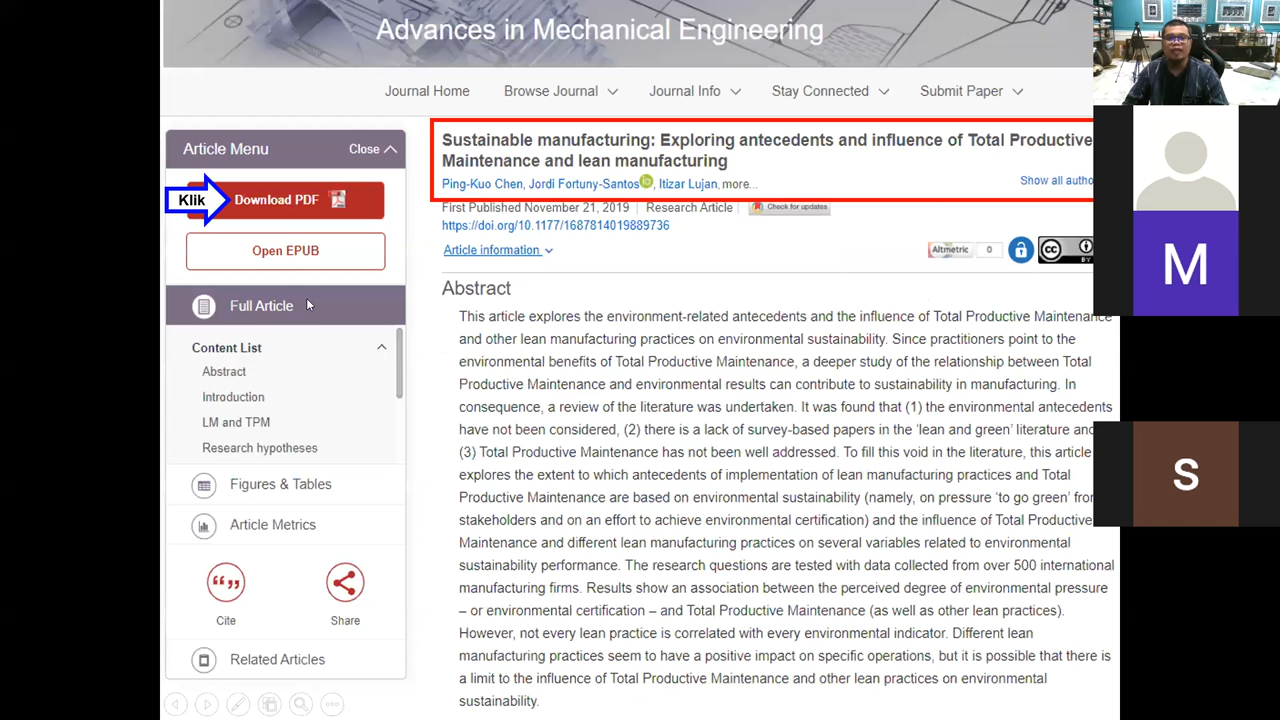 Advances in Mechanical Engineering
Journal Home Browse Journal Journal Info Stay Connected Submit Paper
Article Menu Close
Klik Download PDF
Open EPUB
Full Article
Content List
Abstract
Introduction
LM and TPM
Research hypotheses
Figures & Tables
Article Metrics
Cite Share
Related Articles
Sustainable manufacturing: Exploring antecedents and influence of Total Productive
Maintenance and lean manufacturing
Ping-Kuo Chen, Jordi Fortuny-Santos iD, Itizar Lujan, more...
Show all autho
First Published November 21, 2019 Research Article Check for updates
https://doi.org/10.1177/1687814019889736
Article information
Altmetric 0 cc BY
Abstract
This article explores the environment-related antecedents and the influence of Total Productive Maintenance
and other lean manufacturing practices on environmental sustainability. Since practitioners point to the
environmental benefits of Total Productive Maintenance, a deeper study of the relationship between Total
Productive Maintenance and environmental results can contribute to sustainability in manufacturing. In
consequence, a review of the literature was undertaken. It was found that (1) the environmental antecedents
have not been considered, (2) there is a lack of survey-based papers in the ‘lean and green’ literature and
(3) Total Productive Maintenance has not been well addressed. To fill this void in the literature, this article
explores the extent to which antecedents of implementation of lean manufacturing practices and Total
Productive Maintenance are based on environmental sustainability (namely, on pressure ‘to go green’ from
stakeholders and on an effort to achieve environmental certification) and the influence of Total Productive
Maintenance and different lean manufacturing practices on several variables related to environmental
sustainability performance. The research questions are tested with data collected from over 500 international
manufacturing firms. Results show an association between the perceived degree of environmental pressure
– or environmental certification – and Total Productive Maintenance (as well as other lean practices).
However, not every lean practice is correlated with every environmental indicator. Different lean
manufacturing practices seem to have a positive impact on specific operations, but it is possible that there is
a limit to the influence of Total Productive Maintenance and other lean practices on environmental
sustainability.
M
S